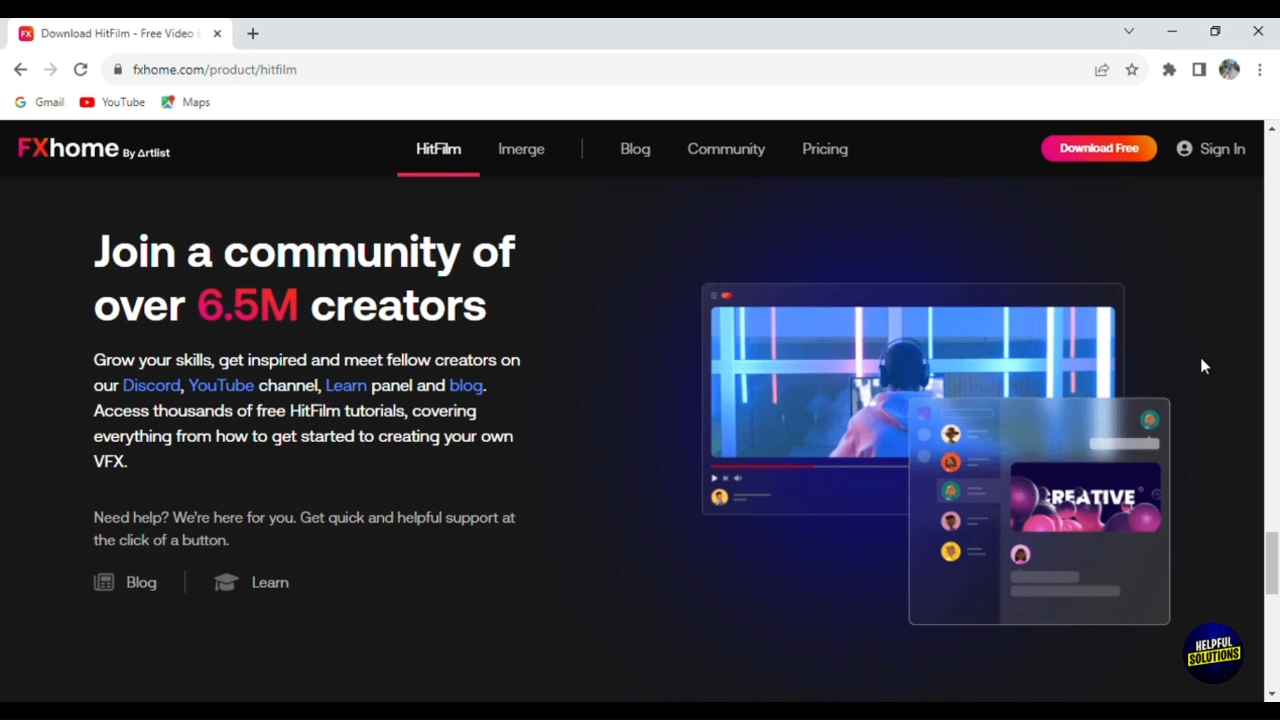 FX Download HitFilm - Free Video E
fxhome.com/product/hitfilm
Gmail YouTube Maps
FXhome By Artlist HitFilm Imerge Blog Community Pricing Download Free Sign In
Join a community of
over 6.5M creators
Grow your skills, get inspired and meet fellow creators on
our Discord, YouTube channel, Learn panel and blog.
Access thousands of free HitFilm tutorials, covering
everything from how to get started to creating your own
VFX.
Need help? We're here for you. Get quick and helpful support at
the click of a button.
Blog Learn
CREATIVE
HELPFUL
SOLUTIONS